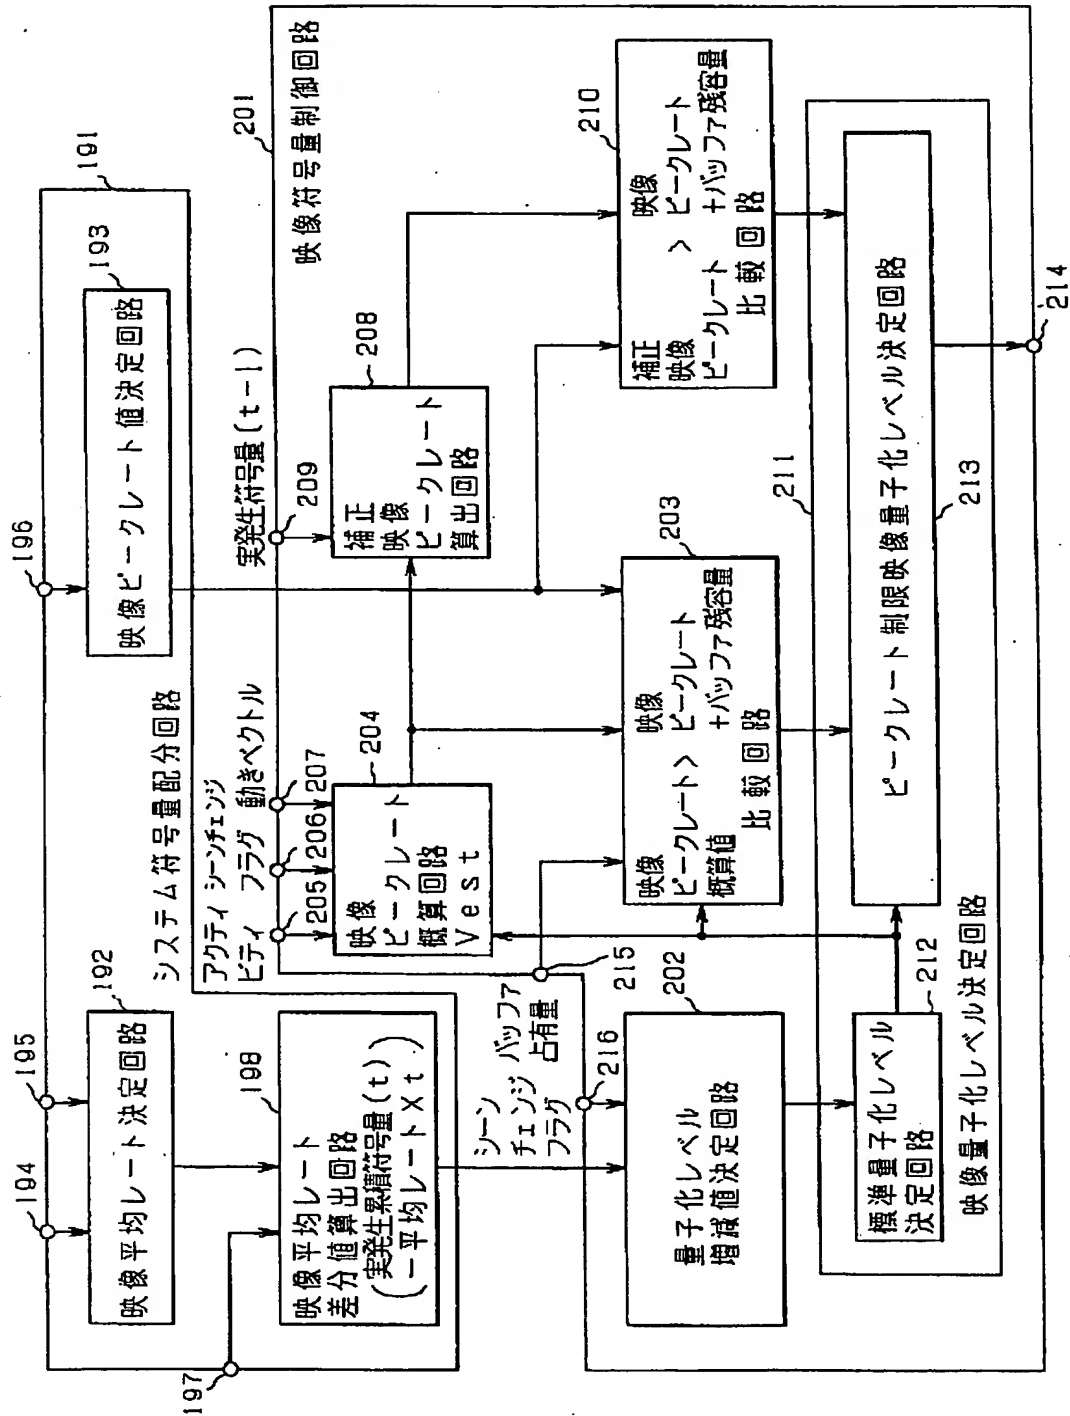 194
195
196
191
192
映像平均レート決定回路
193
映像ピークレート値決定回路
システム符号量配分回路
197
198
映像平均レート
差分値算出回路
(実発生累積符号量(t)
−平均レート×t)
201
映像符号量制御回路
アクティ
ビティ
シーンチェンジ
フラグ
動きベクトル
実発生符号量(t−1)
205
206
207
209
204
映像
ピークレート
概算回路
Vest
208
補正
映像
ピークレート
算出回路
シーン
チェンジ
フラグ
バッファ
占有量
216
215
202
量子化レベル
増減値決定回路
203
映像
ピークレート
概算値
>
映像
ピークレート
+バッファ残容量
比較回路
210
補正
映像
ピークレート
>
映像
ピークレート
+バッファ残容量
比較回路
211
標準量子化レベル
決定回路
212
ピークレート制限映像量子化レベル決定回路
213
映像量子化レベル決定回路
214